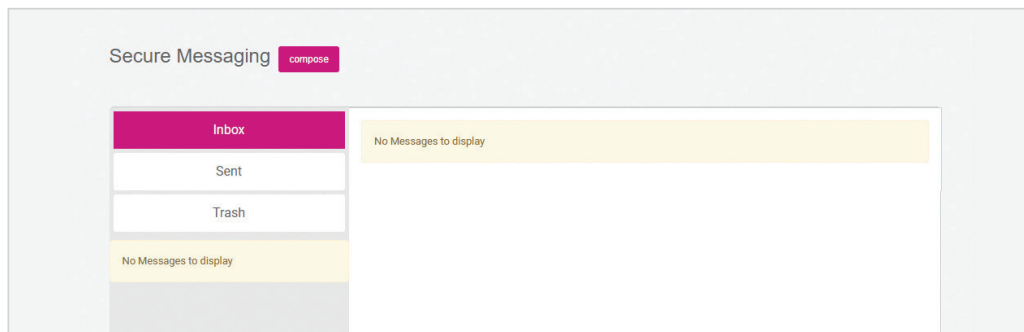 Secure Messaging compose
Inbox
Sent
Trash
No Messages to display
No Messages to display